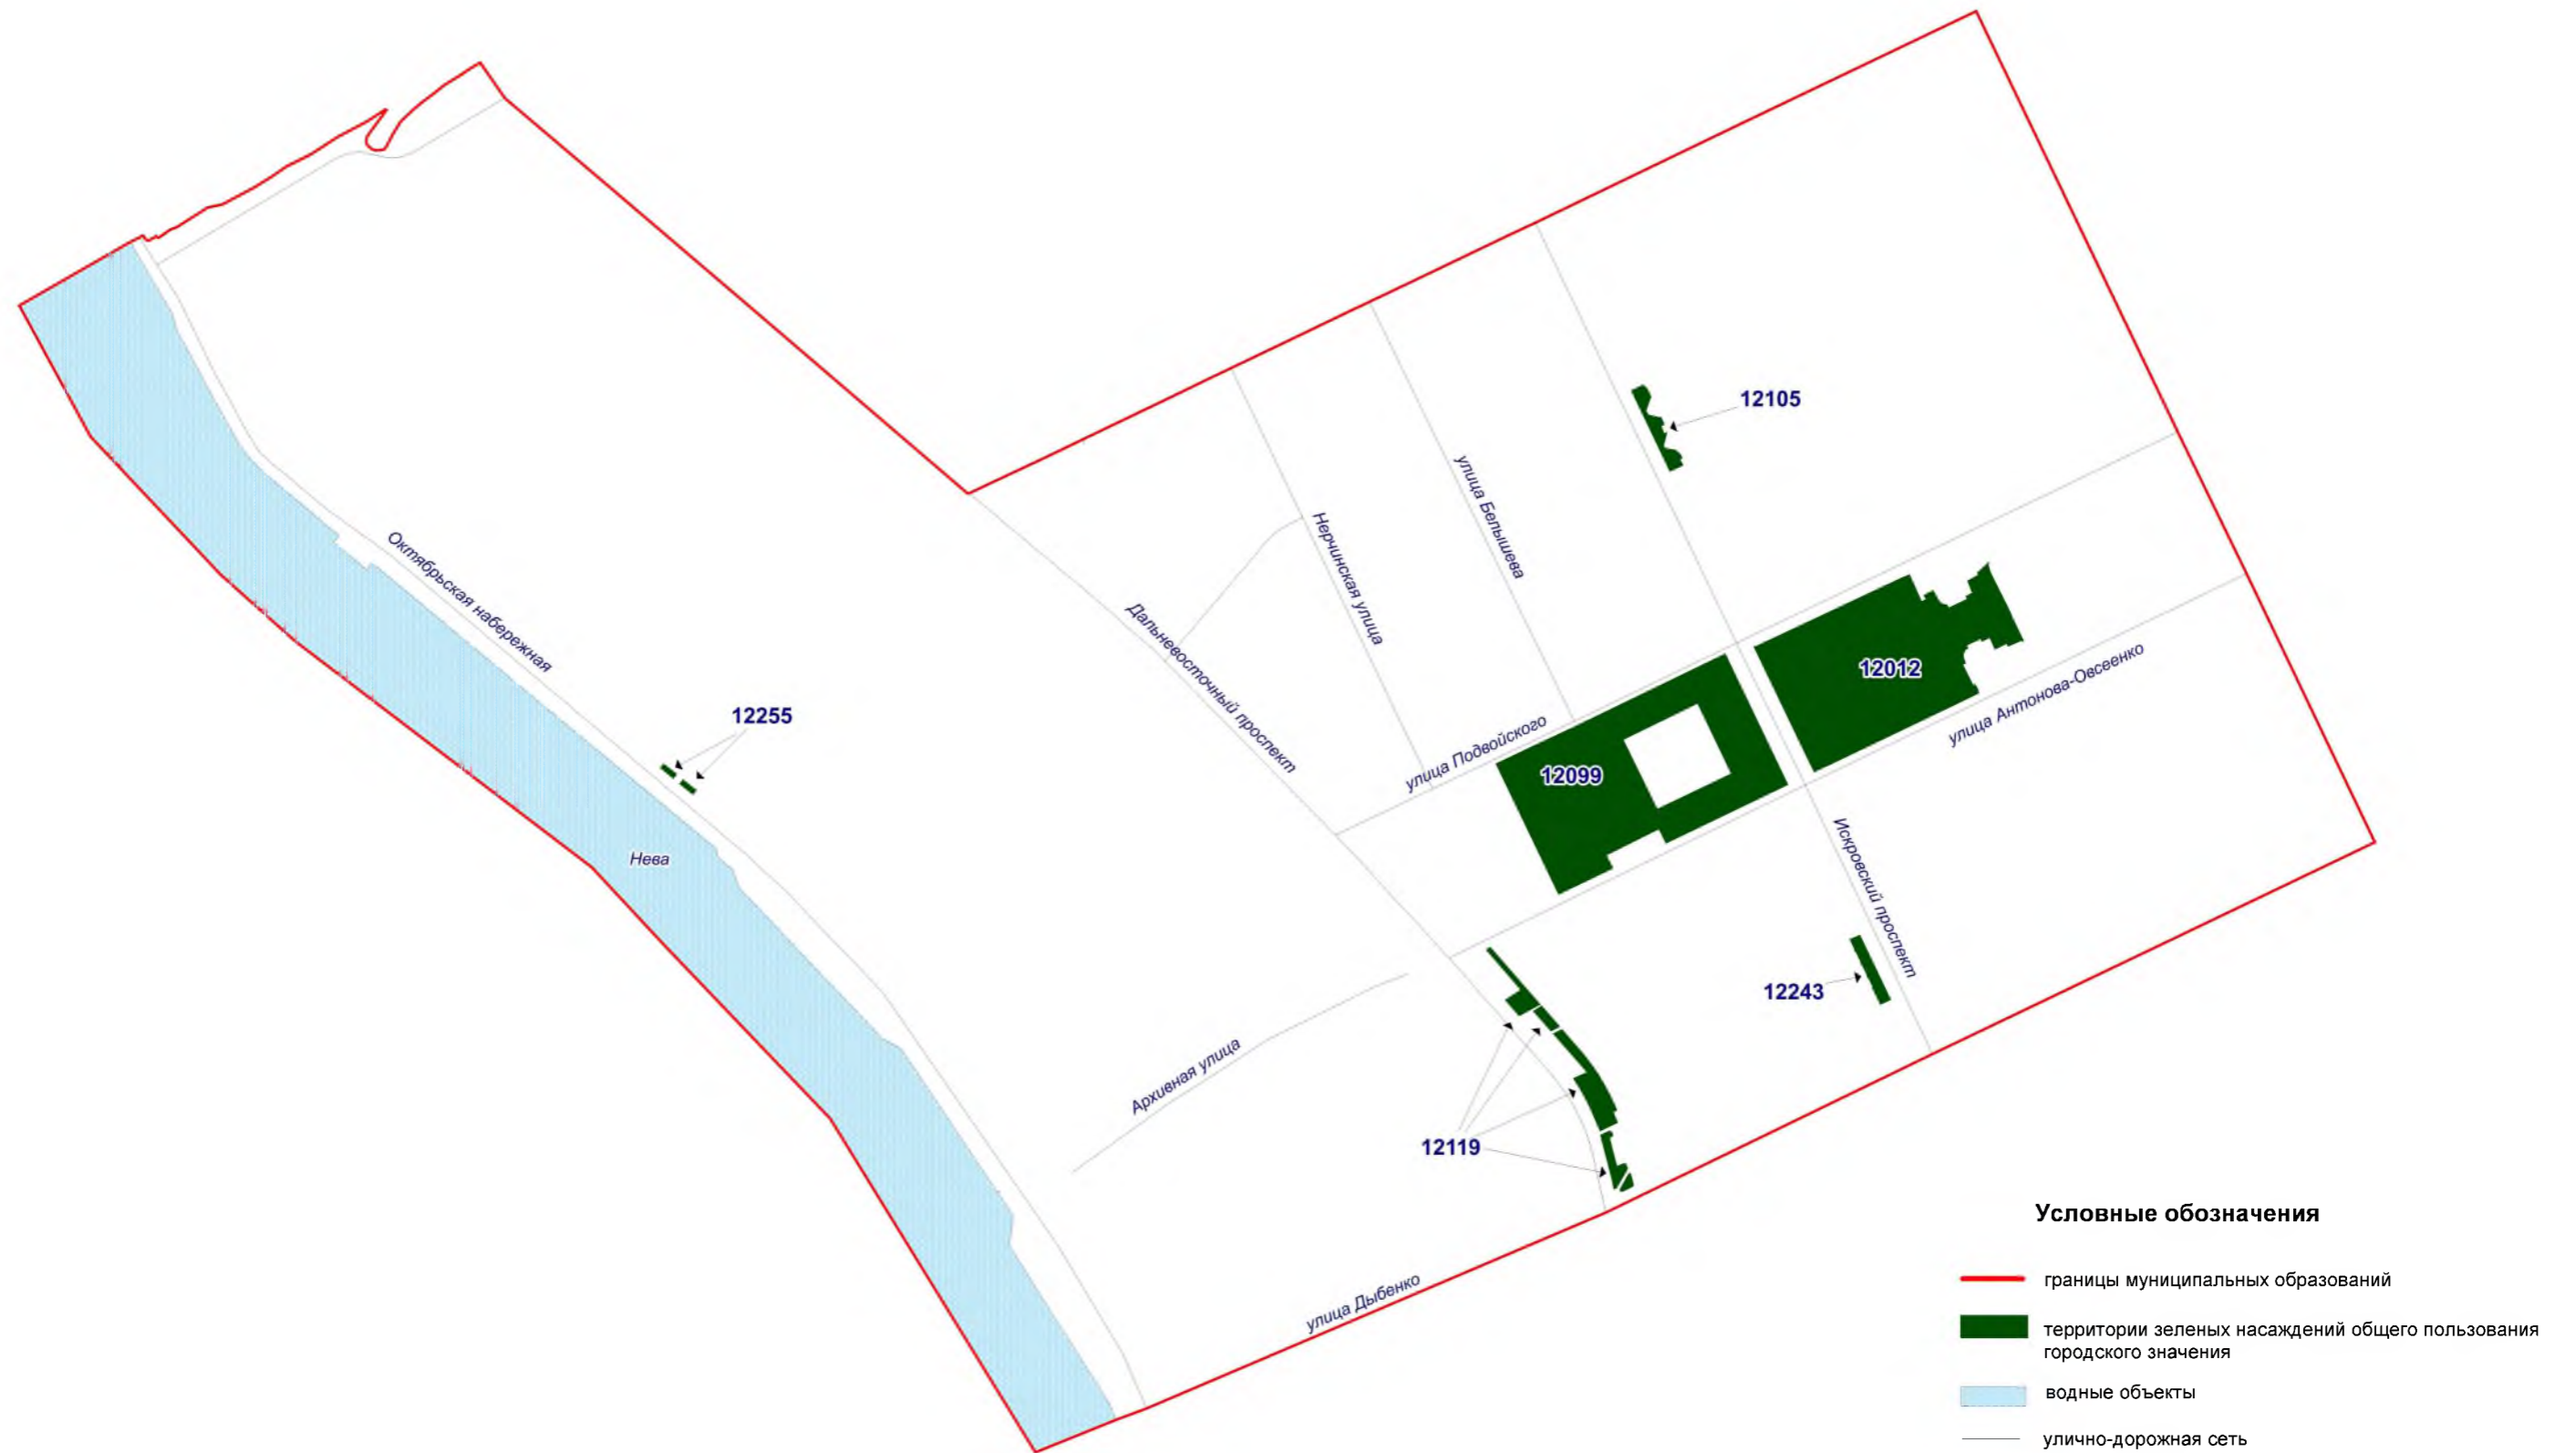 12105
улица Белышева
Нерчинская улица
Октябрьская набережная
Дальневосточный проспект
12012
улица Антонова-Овсеенко
12255
улица Подвойского
12099
Нева
Искровский проспект
12243
Архивная улица
12119
улица Дыбенко
Условные обозначения
границы муниципальных образований
территории зеленых насаждений общего пользования
городского значения
водные объекты
улично-дорожная сеть